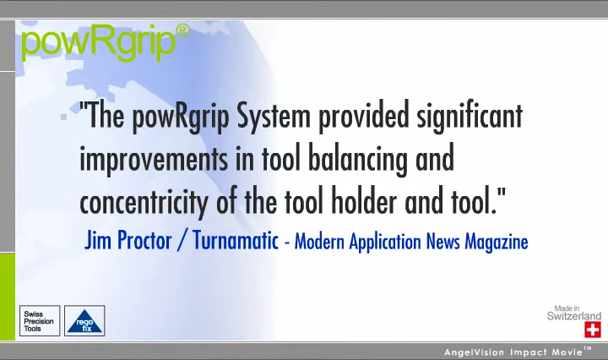 powRgrip®
"The powRgrip System provided significant
improvements in tool balancing and
concentricity of the tool holder and tool."
Jim Proctor / Turnamatic - Modern Application News Magazine
Swiss
Precision
Tools
rego
fix
Made in
Switzerland
AngelVision Impact Movie™